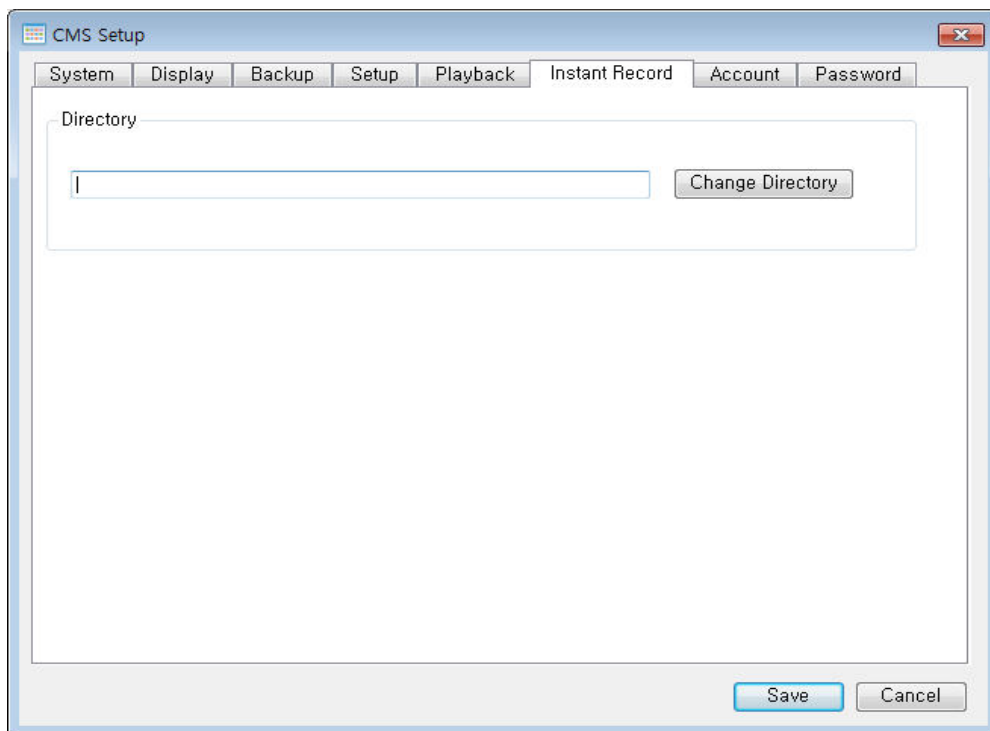 CMS Setup
System Display Backup Setup Playback Instant Record Account Password
Directory
Change Directory
Save Cancel